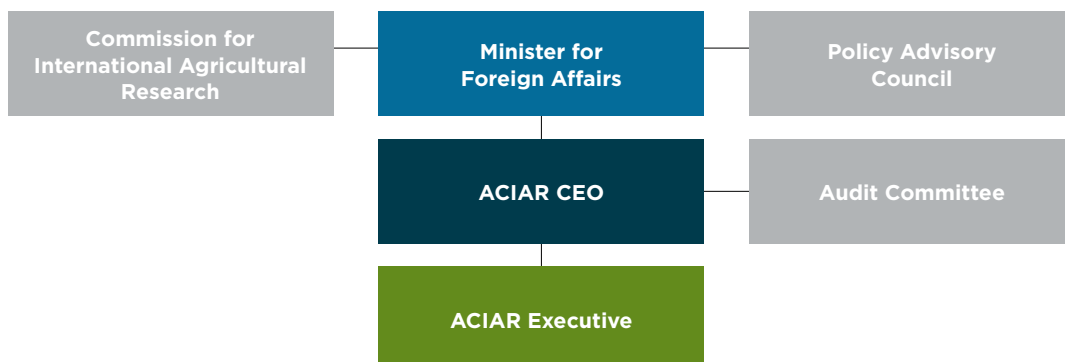 Commission for
International Agricultural
Research
Minister for
Foreign Affairs
Policy Advisory
Council
ACIAR CEO
Audit Committee
ACIAR Executive